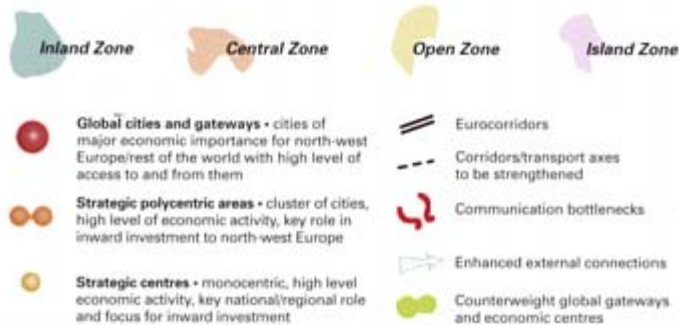 Inland Zone
Central Zone
Open Zone
Island Zone
Global cities and gateways • cities of
major economic importance for north-west
Europe/rest of the world with high level of
access to and from them
Strategic polycentric areas • cluster of cities,
high level of economic activity, key role in
inward investment to north-west Europe
Strategic centres • monocentric, high level
economic activity, key national/regional role
and focus for inward investment
Eurocorridors
Corridors/transport axes
to be strengthened
Communication bottlenecks
Enhanced external connections
Counterweight global gateways
and economic centres